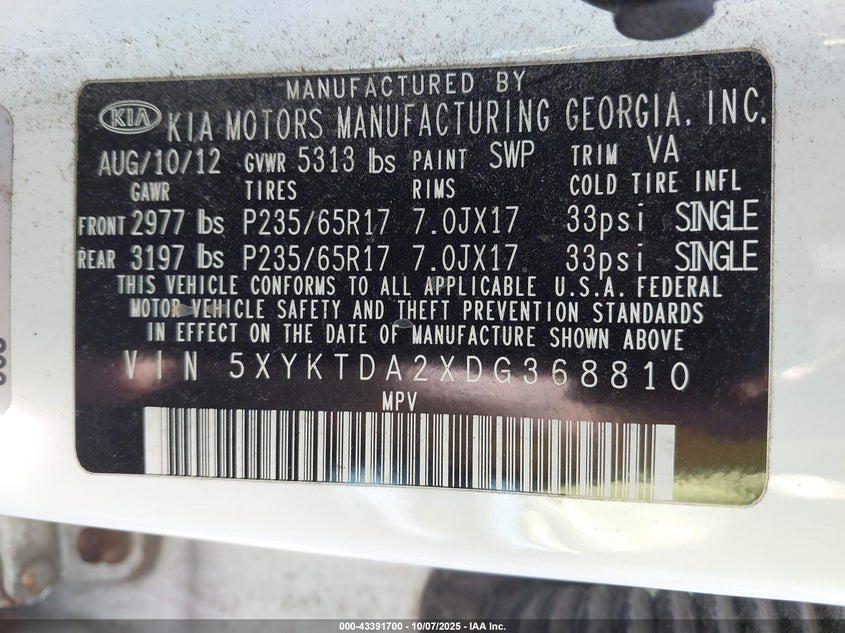 MANUFACTURED BY
KIA KIA MOTORS MANUFACTURING GEORGIA, INC.
AUG/10/12 GVWR 5313 lbs PAINT SWP TRIM VA
GAWR TIRES RIMS COLD TIRE INFL
FRONT 2977 lbs P235/65R17 7.0JX17 33psi SINGLE
REAR 3197 lbs P235/65R17 7.0JX17 33psi SINGLE
THIS VEHICLE CONFORMS TO ALL APPLICABLE U.S.A. FEDERAL
MOTOR VEHICLE SAFETY AND THEFT PREVENTION STANDARDS
IN EFFECT ON THE DATE OF MANUFACTURE SHOWN ABOVE
VIN 5XYKTDA2XDG368810
MPV
000-43391700 - 10/07/2025 - IAA Inc.